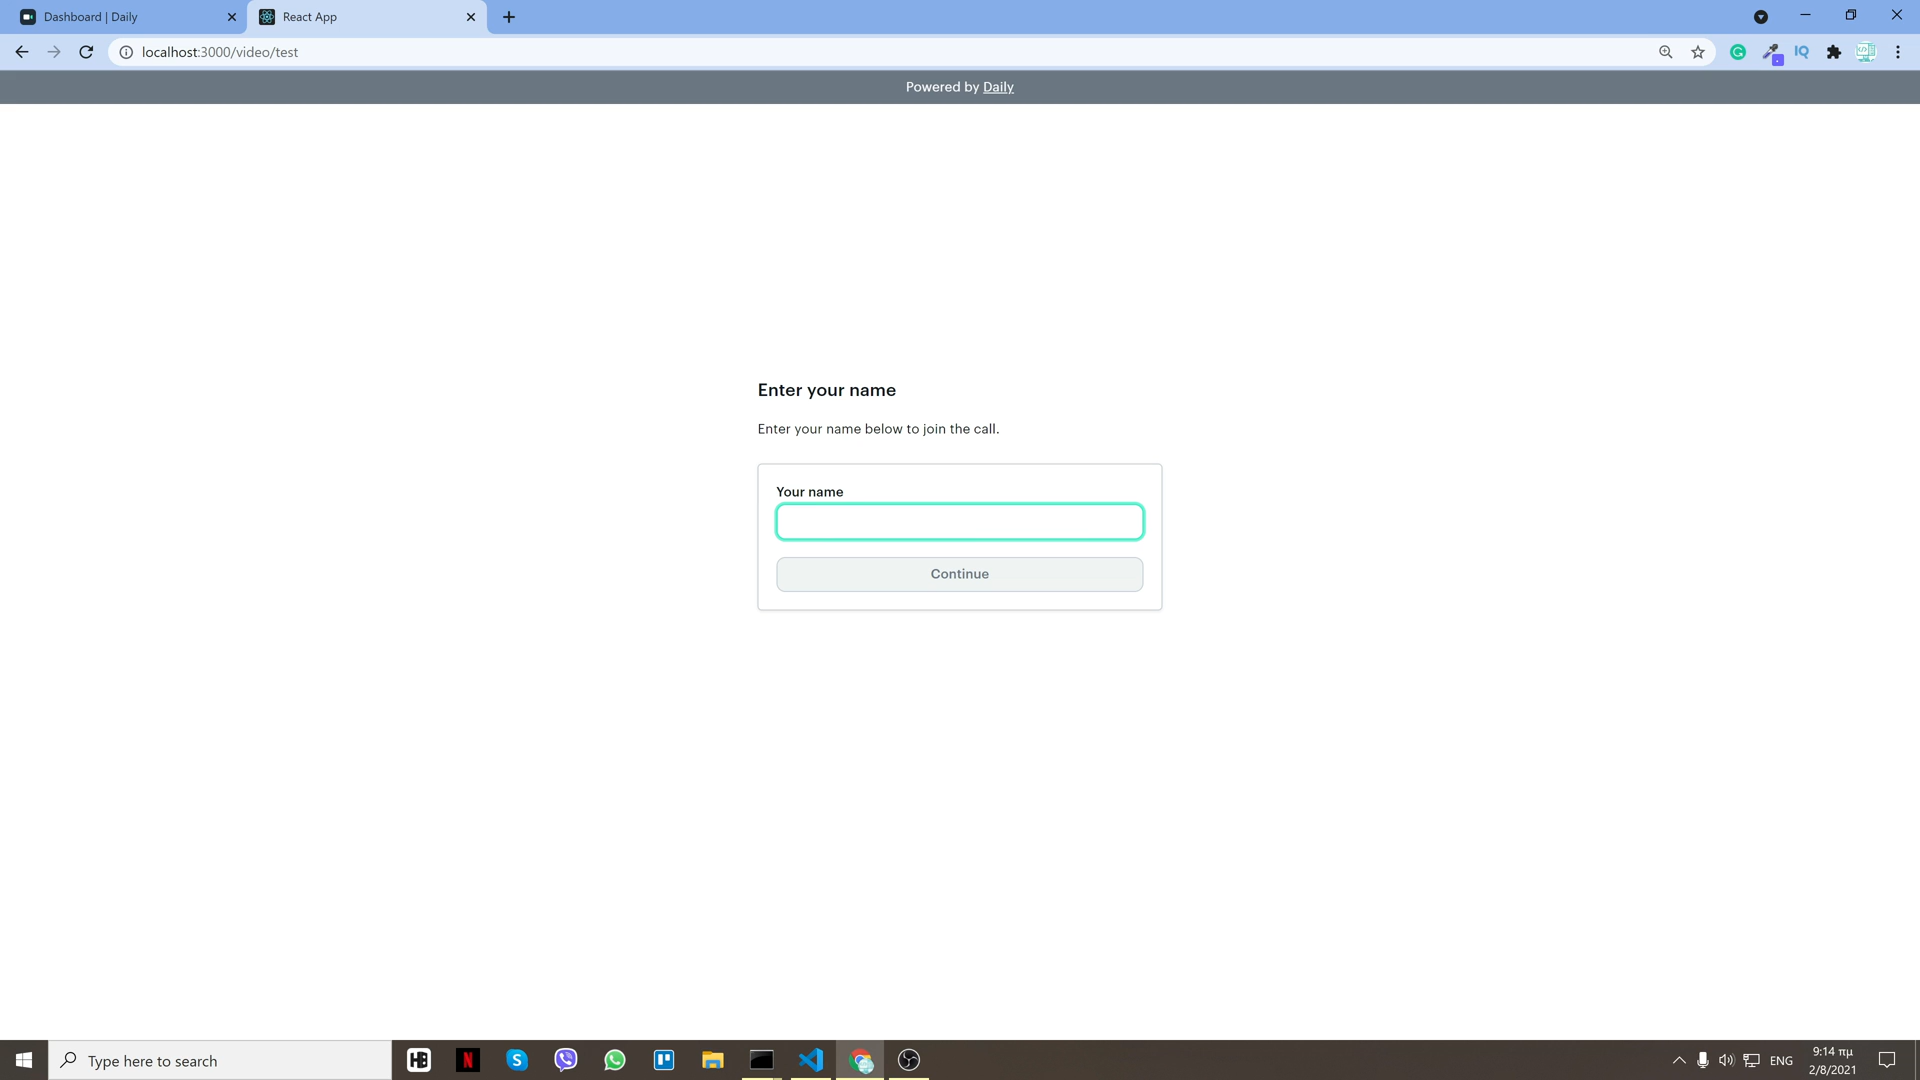 Dashboard | Daily
React App
localhost:3000/video/test
IQ
Powered by Daily
Enter your name
Enter your name below to join the call.
Your name
Continue
Type here to search
ENG
9:14 πμ
2/8/2021